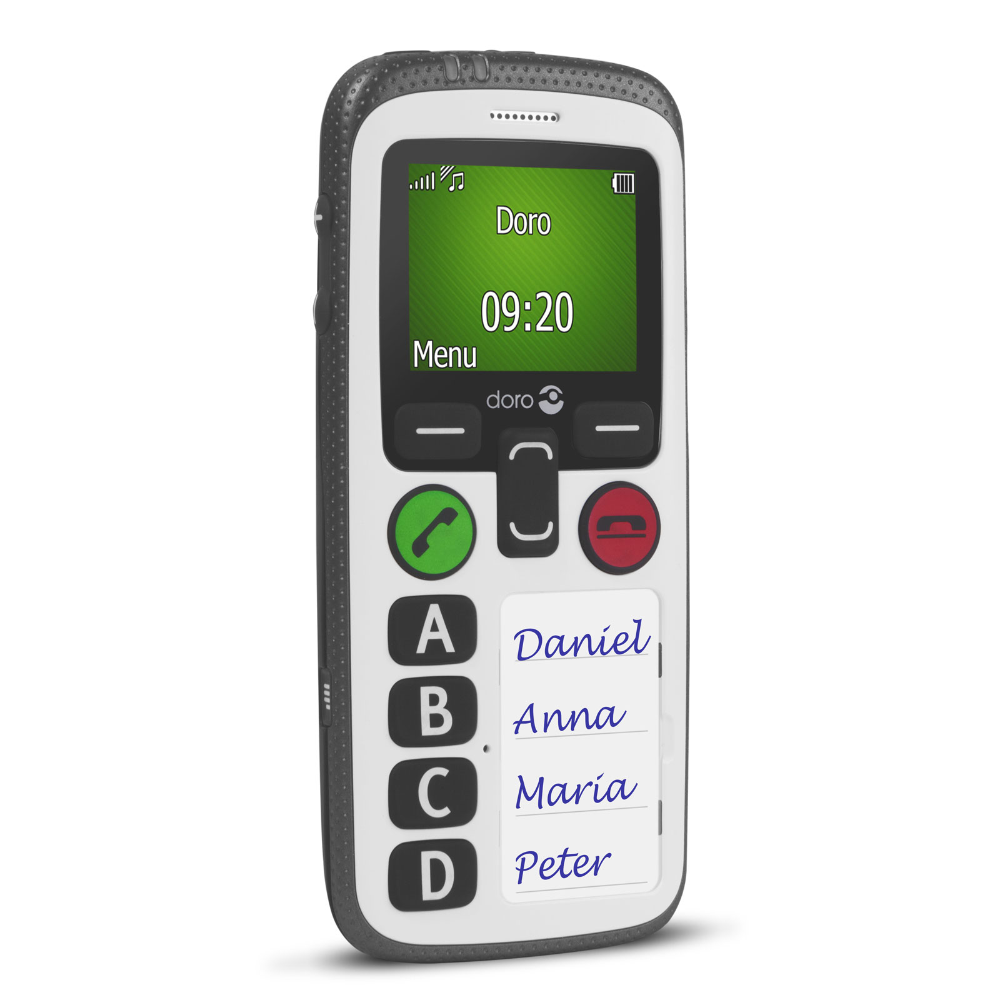 Doro
09:20
Menu
doro
A Daniel
B Anna
C Maria
D Peter